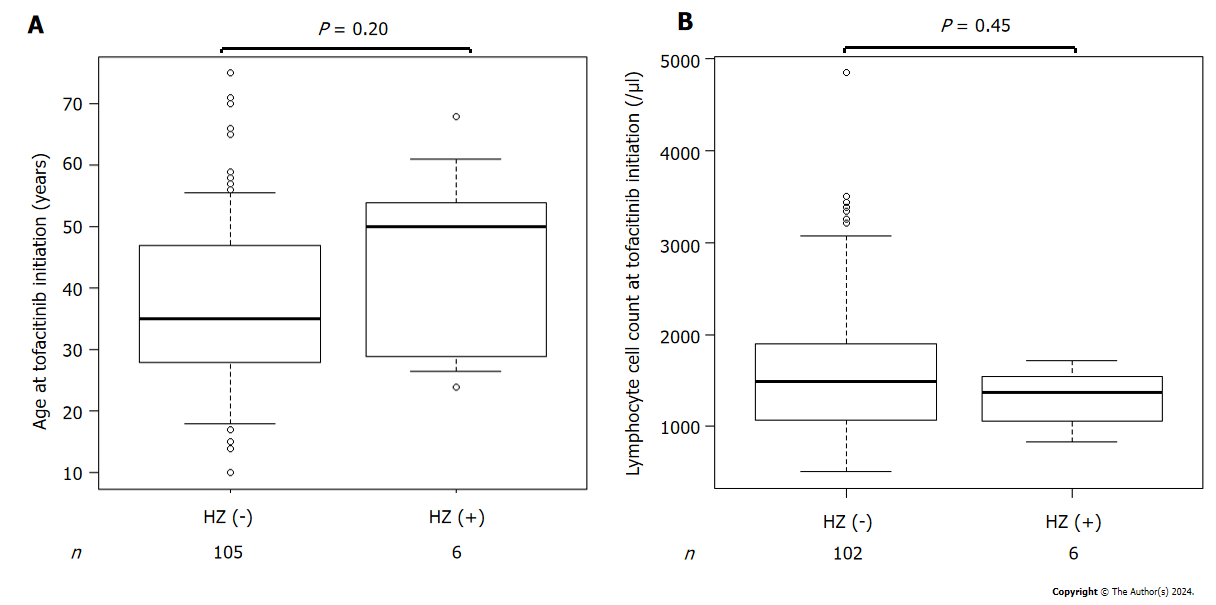 A
P = 0.20
Age at tofacitinib initiation (years)
70
60
50
40
30
20
10
HZ (-)
HZ (+)
n
105
6
B
P = 0.45
Lymphocyte cell count at tofacitinib initiation (/µl)
5000
4000
3000
2000
1000
HZ (-)
HZ (+)
n
102
6
Copyright © The Author(s) 2024.